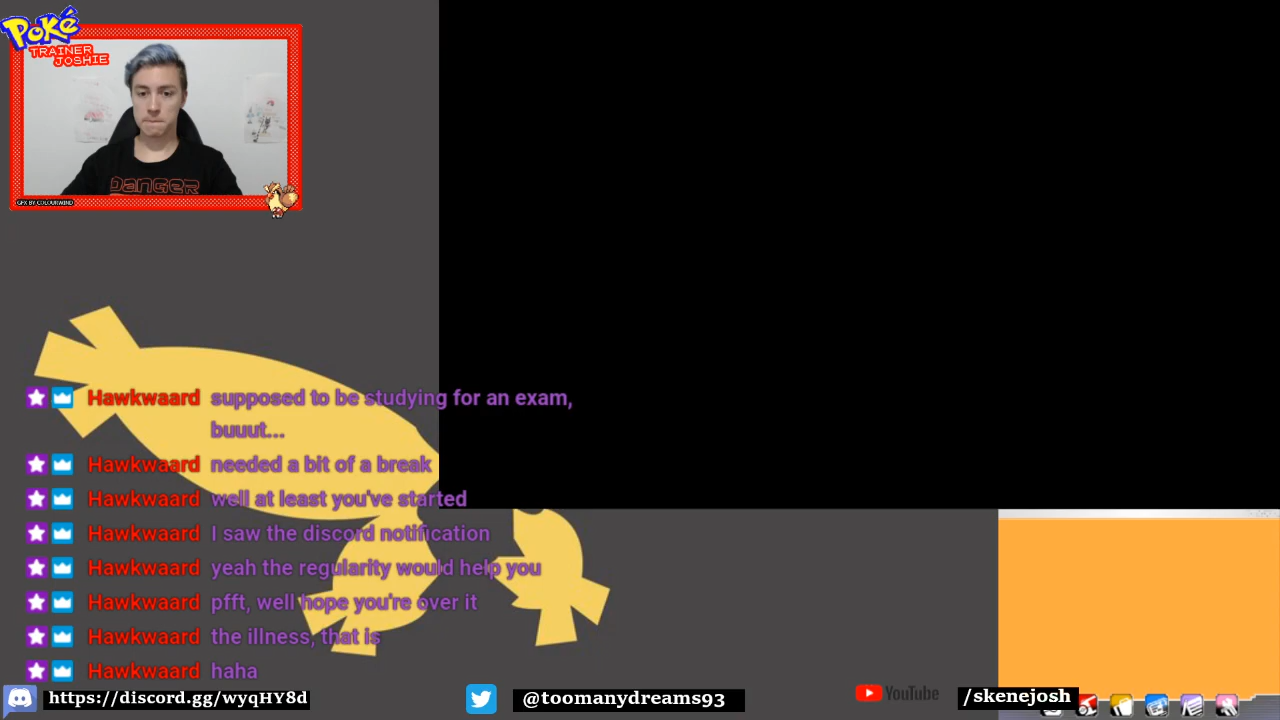 Poké
TRAINER
JOSHIE
Danger
GFX BY COLOURWIND
Hawkwaard supposed to be studying for an exam,
buuut...
Hawkwaard needed a bit of a break
Hawkwaard well at least you've started
Hawkwaard I saw the discord notification
Hawkwaard yeah the regularity would help you
Hawkwaard pfft, well hope you're over it
Hawkwaard the illness, that is
Hawkwaard haha
https://discord.gg/wyqHY8d
@toomanydreams93
YouTube
/skenejosh